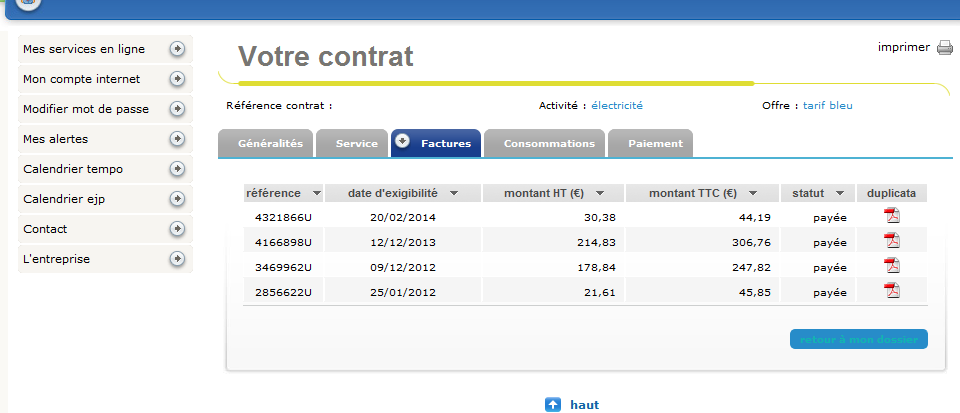 Mes services en ligne
Mon compte internet
Modifier mot de passe
Mes alertes
Calendrier tempo
Calendrier ejp
Contact
L'entreprise
imprimer
Votre contrat
Référence contrat : Activité : électricité Offre : tarif bleu
Généralités Service Factures Consommations Paiement
référence date d'exigibilité montant HT (€) montant TTC (€) statut duplicata
4321866U 20/02/2014 30,38 44,19 payée
4166898U 12/12/2013 214,83 306,76 payée
3469962U 09/12/2012 178,84 247,82 payée
2856622U 25/01/2012 21,61 45,85 payée
retour à mon dossier
haut